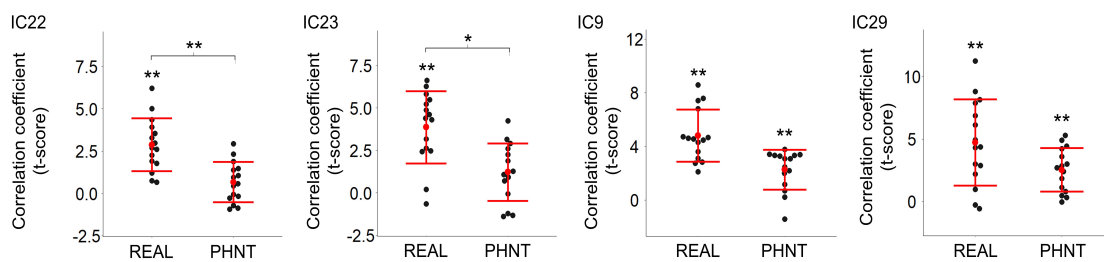 IC22
Correlation coefficient
(t-score)
7.5
5.0
2.5
0.0
-2.5
**
**
REAL PHNT
IC23
Correlation coefficient
(t-score)
7.5
5.0
2.5
0.0
-2.5
*
**
REAL PHNT
IC9
Correlation coefficient
(t-score)
12
8
4
0
**
**
REAL PHNT
IC29
Correlation coefficient
(t-score)
10
5
0
**
**
REAL PHNT